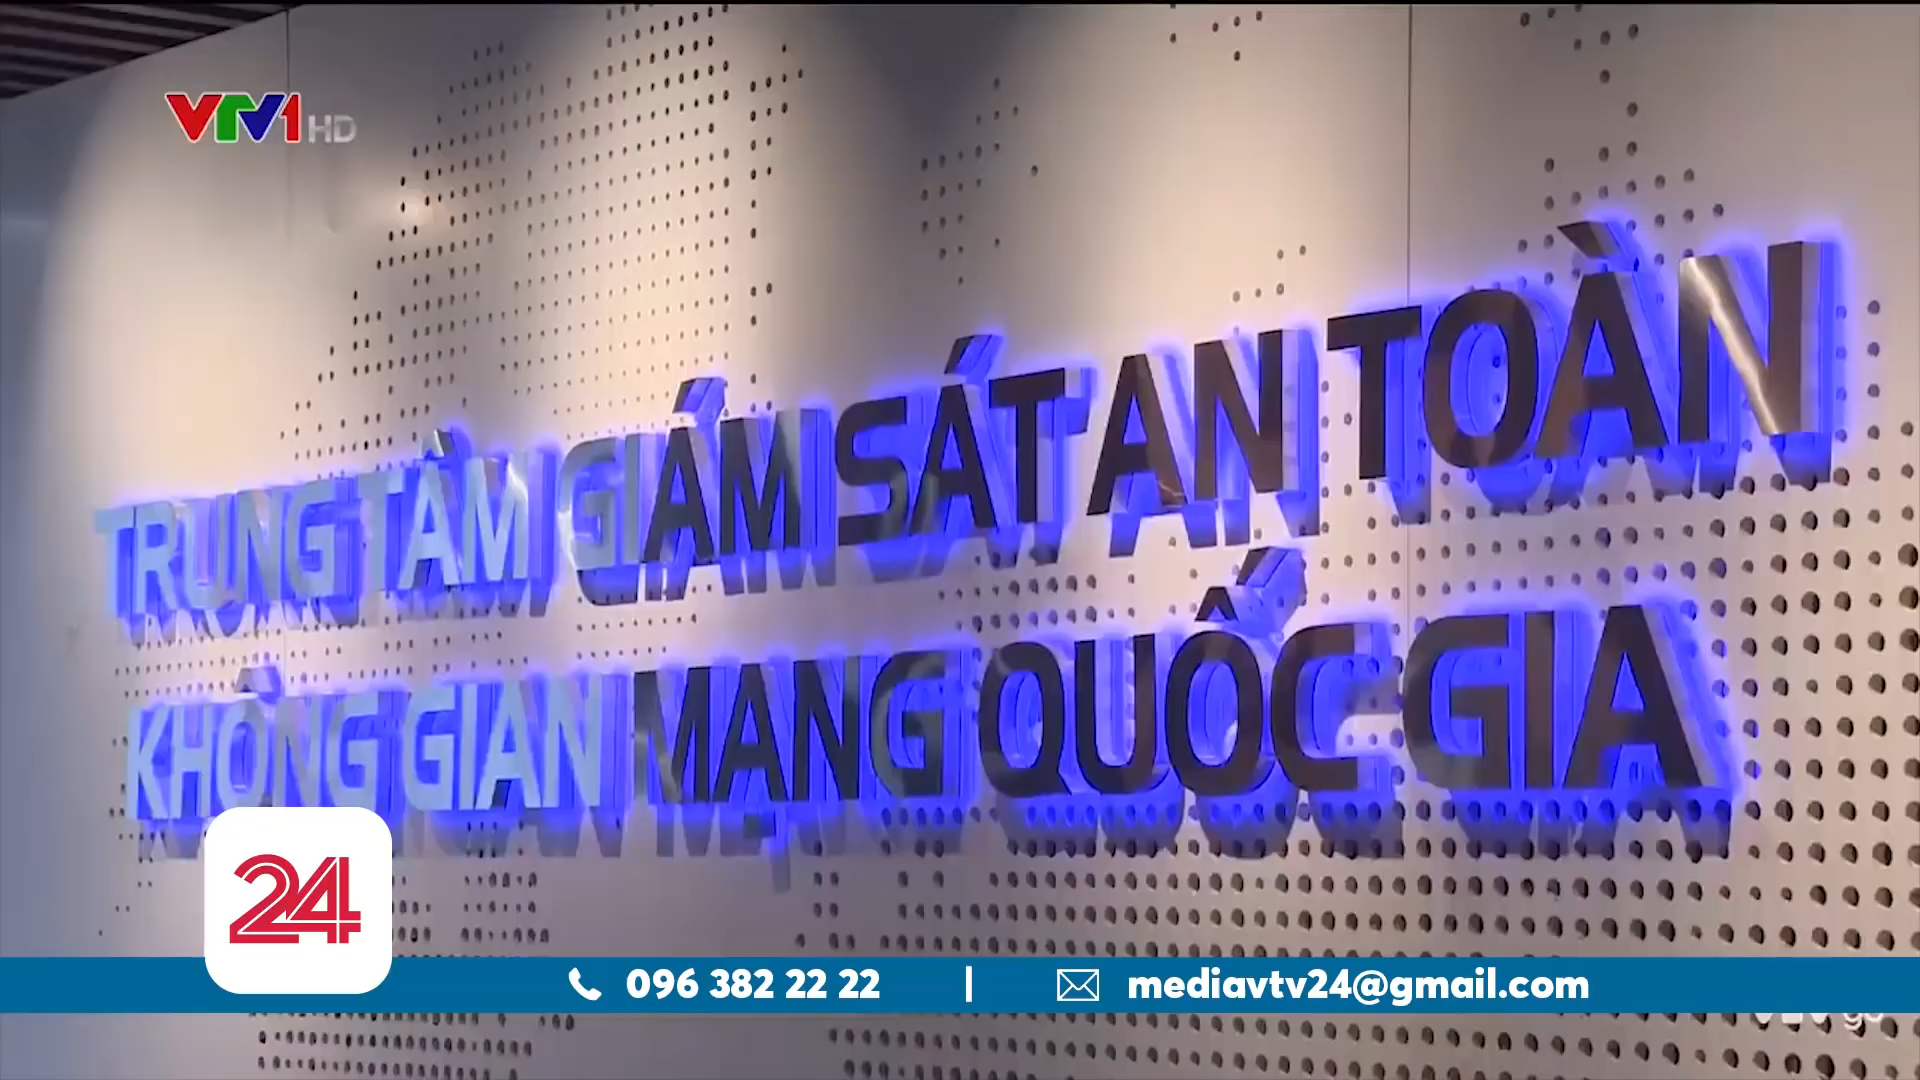 VTV1 HD
TRUNG TÂM GIÁM SÁT AN TOÀN
KHÔNG GIAN MẠNG QUỐC GIA
24
096 382 22 22 | mediavtv24@gmail.com